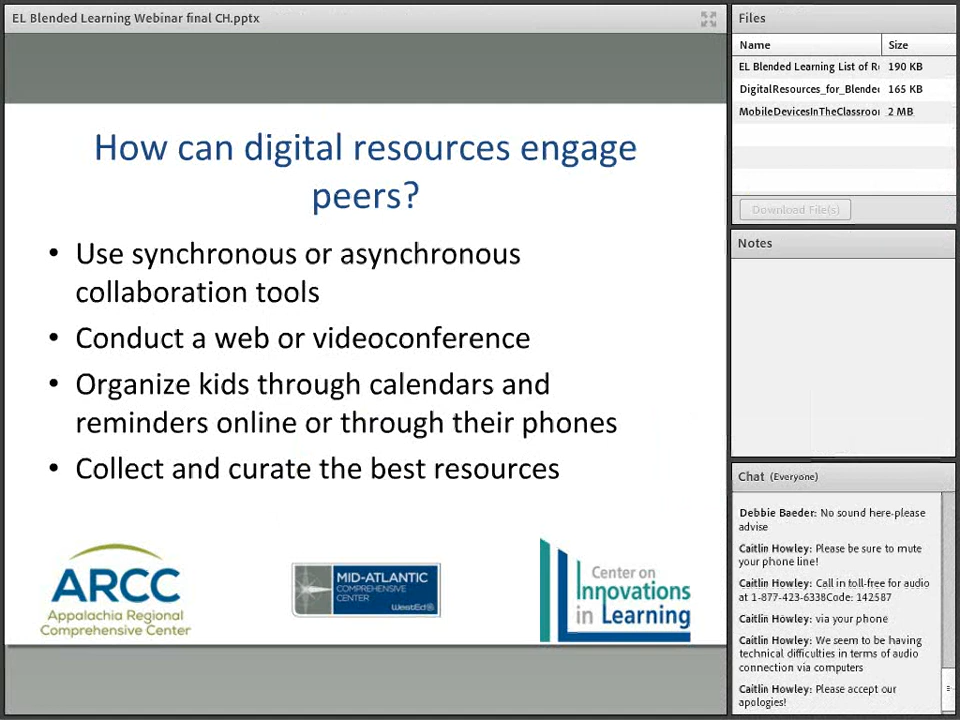 EL Blended Learning Webinar final CH.pptx
How can digital resources engage
peers?
• Use synchronous or asynchronous
collaboration tools
• Conduct a web or videoconference
• Organize kids through calendars and
reminders online or through their phones
• Collect and curate the best resources
ARCC
Appalachia Regional
Comprehensive Center
MID-ATLANTIC
COMPREHENSIVE
CENTER
WestEd
Center on
Innovations
in Learning
Files
Name Size
EL Blended Learning List of R 190 KB
DigitalResources_for_Blended 165 KB
MobileDevicesInTheClassroom 2 MB
Download File(s)
Notes
Chat (Everyone)
Debbie Baeder: No sound here-please
advise
Caitlin Howley: Please be sure to mute
your phone line!
Caitlin Howley: Call in toll-free for audio
at 1-877-423-6338Code: 142587
Caitlin Howley: via your phone
Caitlin Howley: We seem to be having
technical difficulties in terms of audio
connection via computers
Caitlin Howley: Please accept our
apologies!